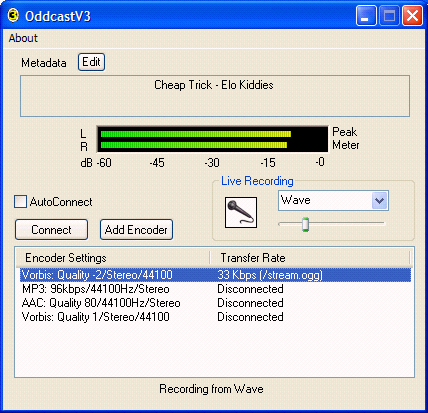 OddcastV3
About
Metadata Edit
Cheap Trick - Elo Kiddies
L
R
Peak
Meter
dB -60 -45 -30 -15 -0
Live Recording
AutoConnect
Wave
Connect Add Encoder
Encoder Settings Transfer Rate
Vorbis: Quality -2/Stereo/44100 33 Kbps (/stream.ogg)
MP3: 96kbps/44100Hz/Stereo Disconnected
AAC: Quality 80/44100Hz/Stereo Disconnected
Vorbis: Quality 1/Stereo/44100 Disconnected
Recording from Wave